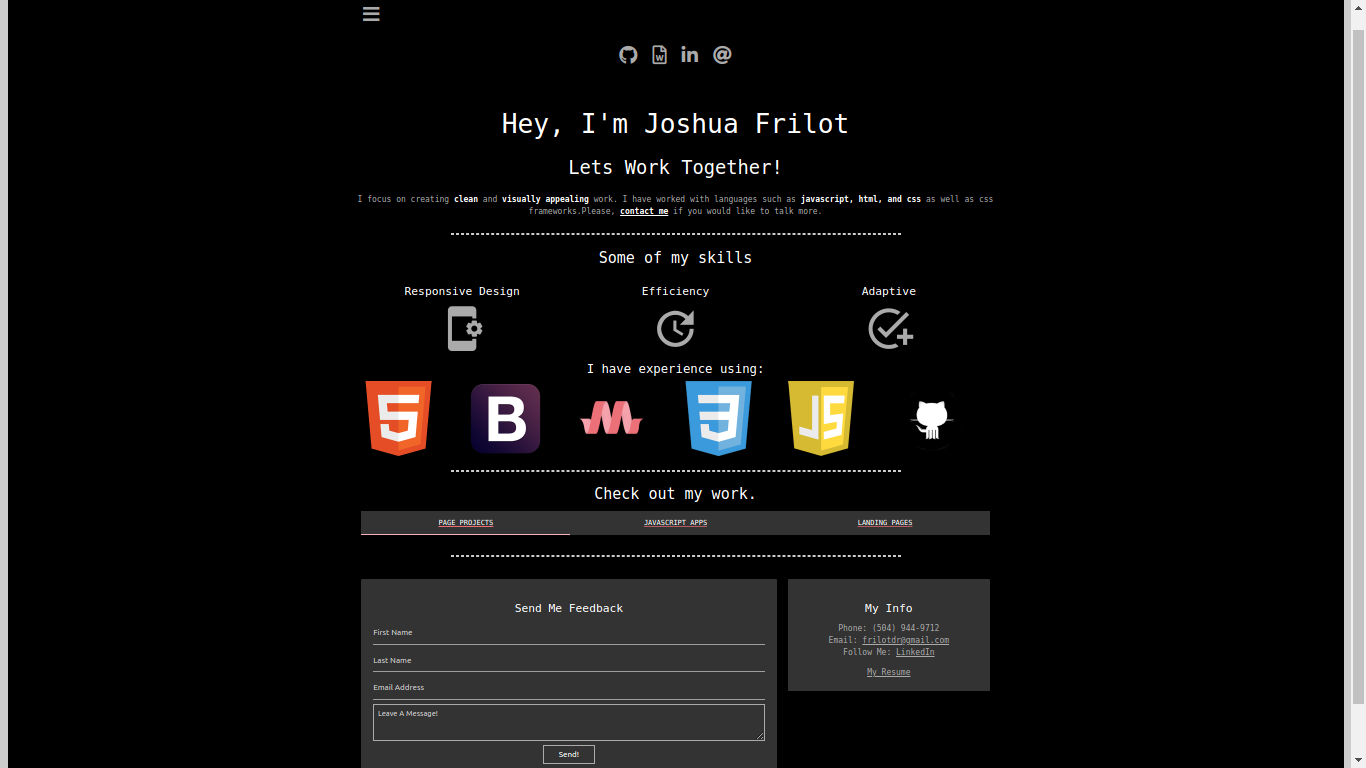 Hey, I'm Joshua Frilot
Lets Work Together!
I focus on creating clean and visually appealing work. I have worked with languages such as javascript, html, and css as well as css
frameworks.Please, contact me if you would like to talk more.
Some of my skills
Responsive Design Efficiency Adaptive
I have experience using:
Check out my work.
PAGE PROJECTS JAVASCRIPT APPS LANDING PAGES
Send Me Feedback
First Name
Last Name
Email Address
Leave A Message!
Send!
My Info
Phone: (504) 944-9712
Email: frilotdr@gmail.com
Follow Me: LinkedIn
My Resume